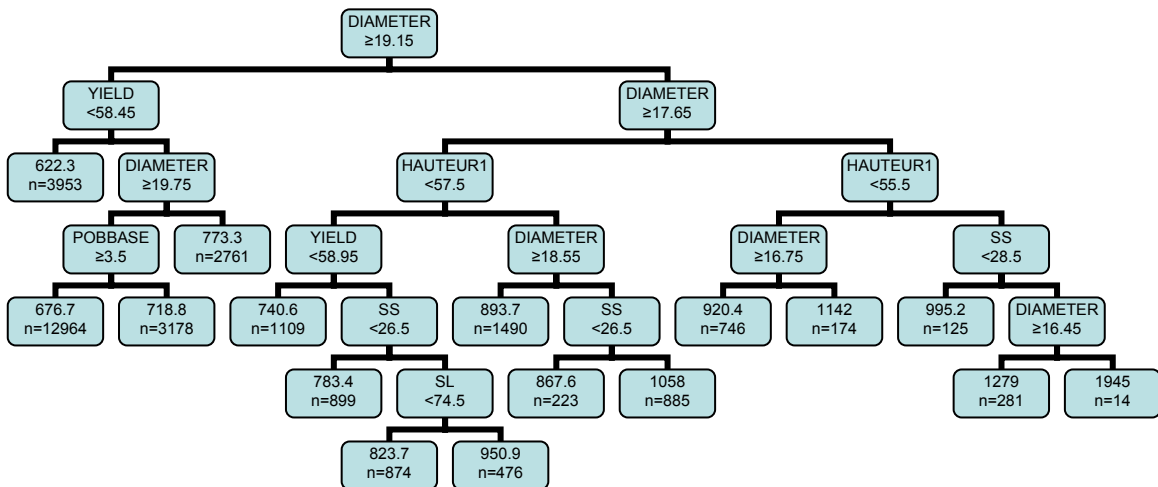 DIAMETER
≥19.15
YIELD
<58.45
DIAMETER
≥17.65
622.3
n=3953
DIAMETER
≥19.75
HAUTEUR1
<57.5
HAUTEUR1
<55.5
POBBASE
≥3.5
773.3
n=2761
YIELD
<58.95
DIAMETER
≥18.55
DIAMETER
≥16.75
SS
<28.5
676.7
n=12964
718.8
n=3178
740.6
n=1109
SS
<26.5
893.7
n=1490
SS
<26.5
920.4
n=746
1142
n=174
995.2
n=125
DIAMETER
≥16.45
783.4
n=899
SL
<74.5
867.6
n=223
1058
n=885
1279
n=281
1945
n=14
823.7
n=874
950.9
n=476